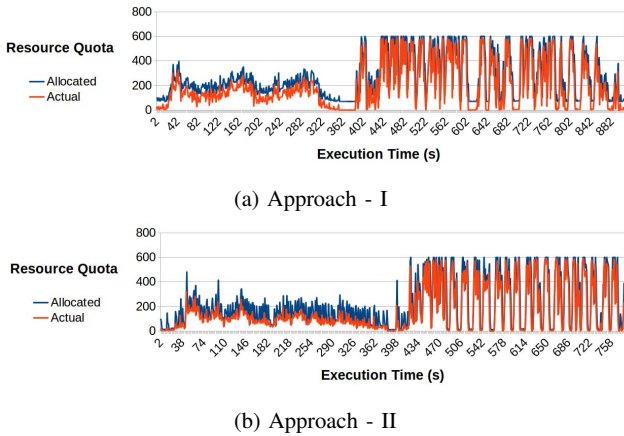 800
600
Resource Quota
400
Allocated
200
Actual
0
2 42 82 122 162 202 242 282 322 362 402 442 482 522 562 602 642 682 722 762 802 842 882
Execution Time (s)
(a) Approach - I
800
600
Resource Quota
400
Allocated
200
Actual
0
2 38 74 110 146 182 218 254 290 326 362 398 434 470 506 542 578 614 650 686 722 758
Execution Time (s)
(b) Approach - II